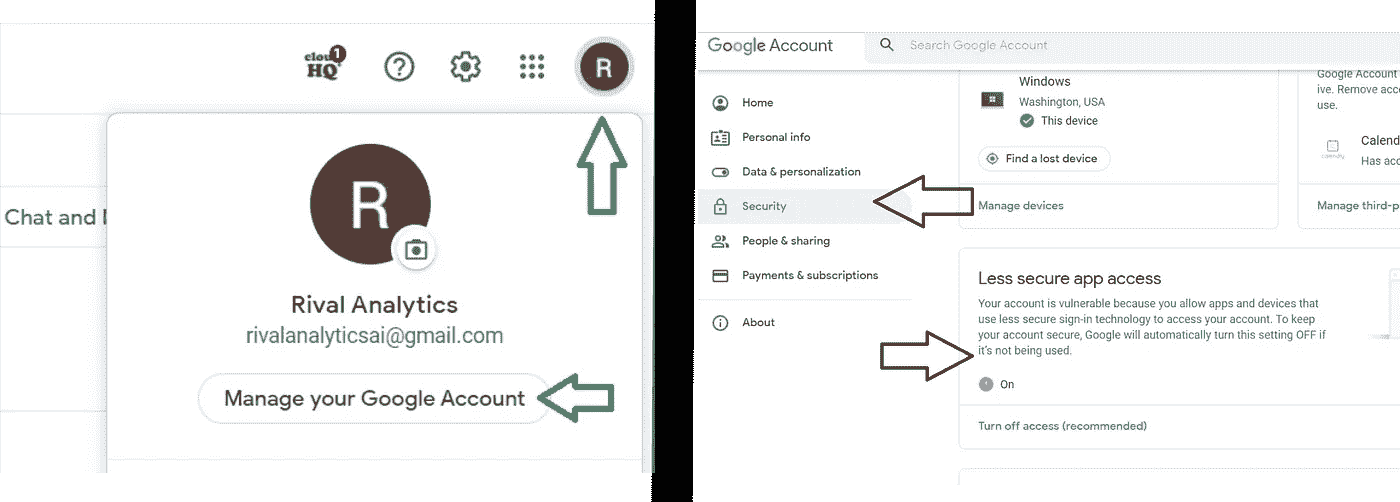 cloud
HQ
1
R
Chat and
R
Rival Analytics
rivalanalyticsai@gmail.com
Manage your Google Account
Google Account
Search Google Account
Home
Personal info
Data & personalization
Security
People & sharing
Payments & subscriptions
About
Windows
Washington, USA
This device
Find a lost device
Manage devices
Google Account
ive. Remove acce
use.
Calend
Has acc
Manage third-p
Less secure app access
Your account is vulnerable because you allow apps and devices that
use less secure sign-in technology to access your account. To keep
your account secure, Google will automatically turn this setting OFF if
it's not being used.
On
Turn off access (recommended)